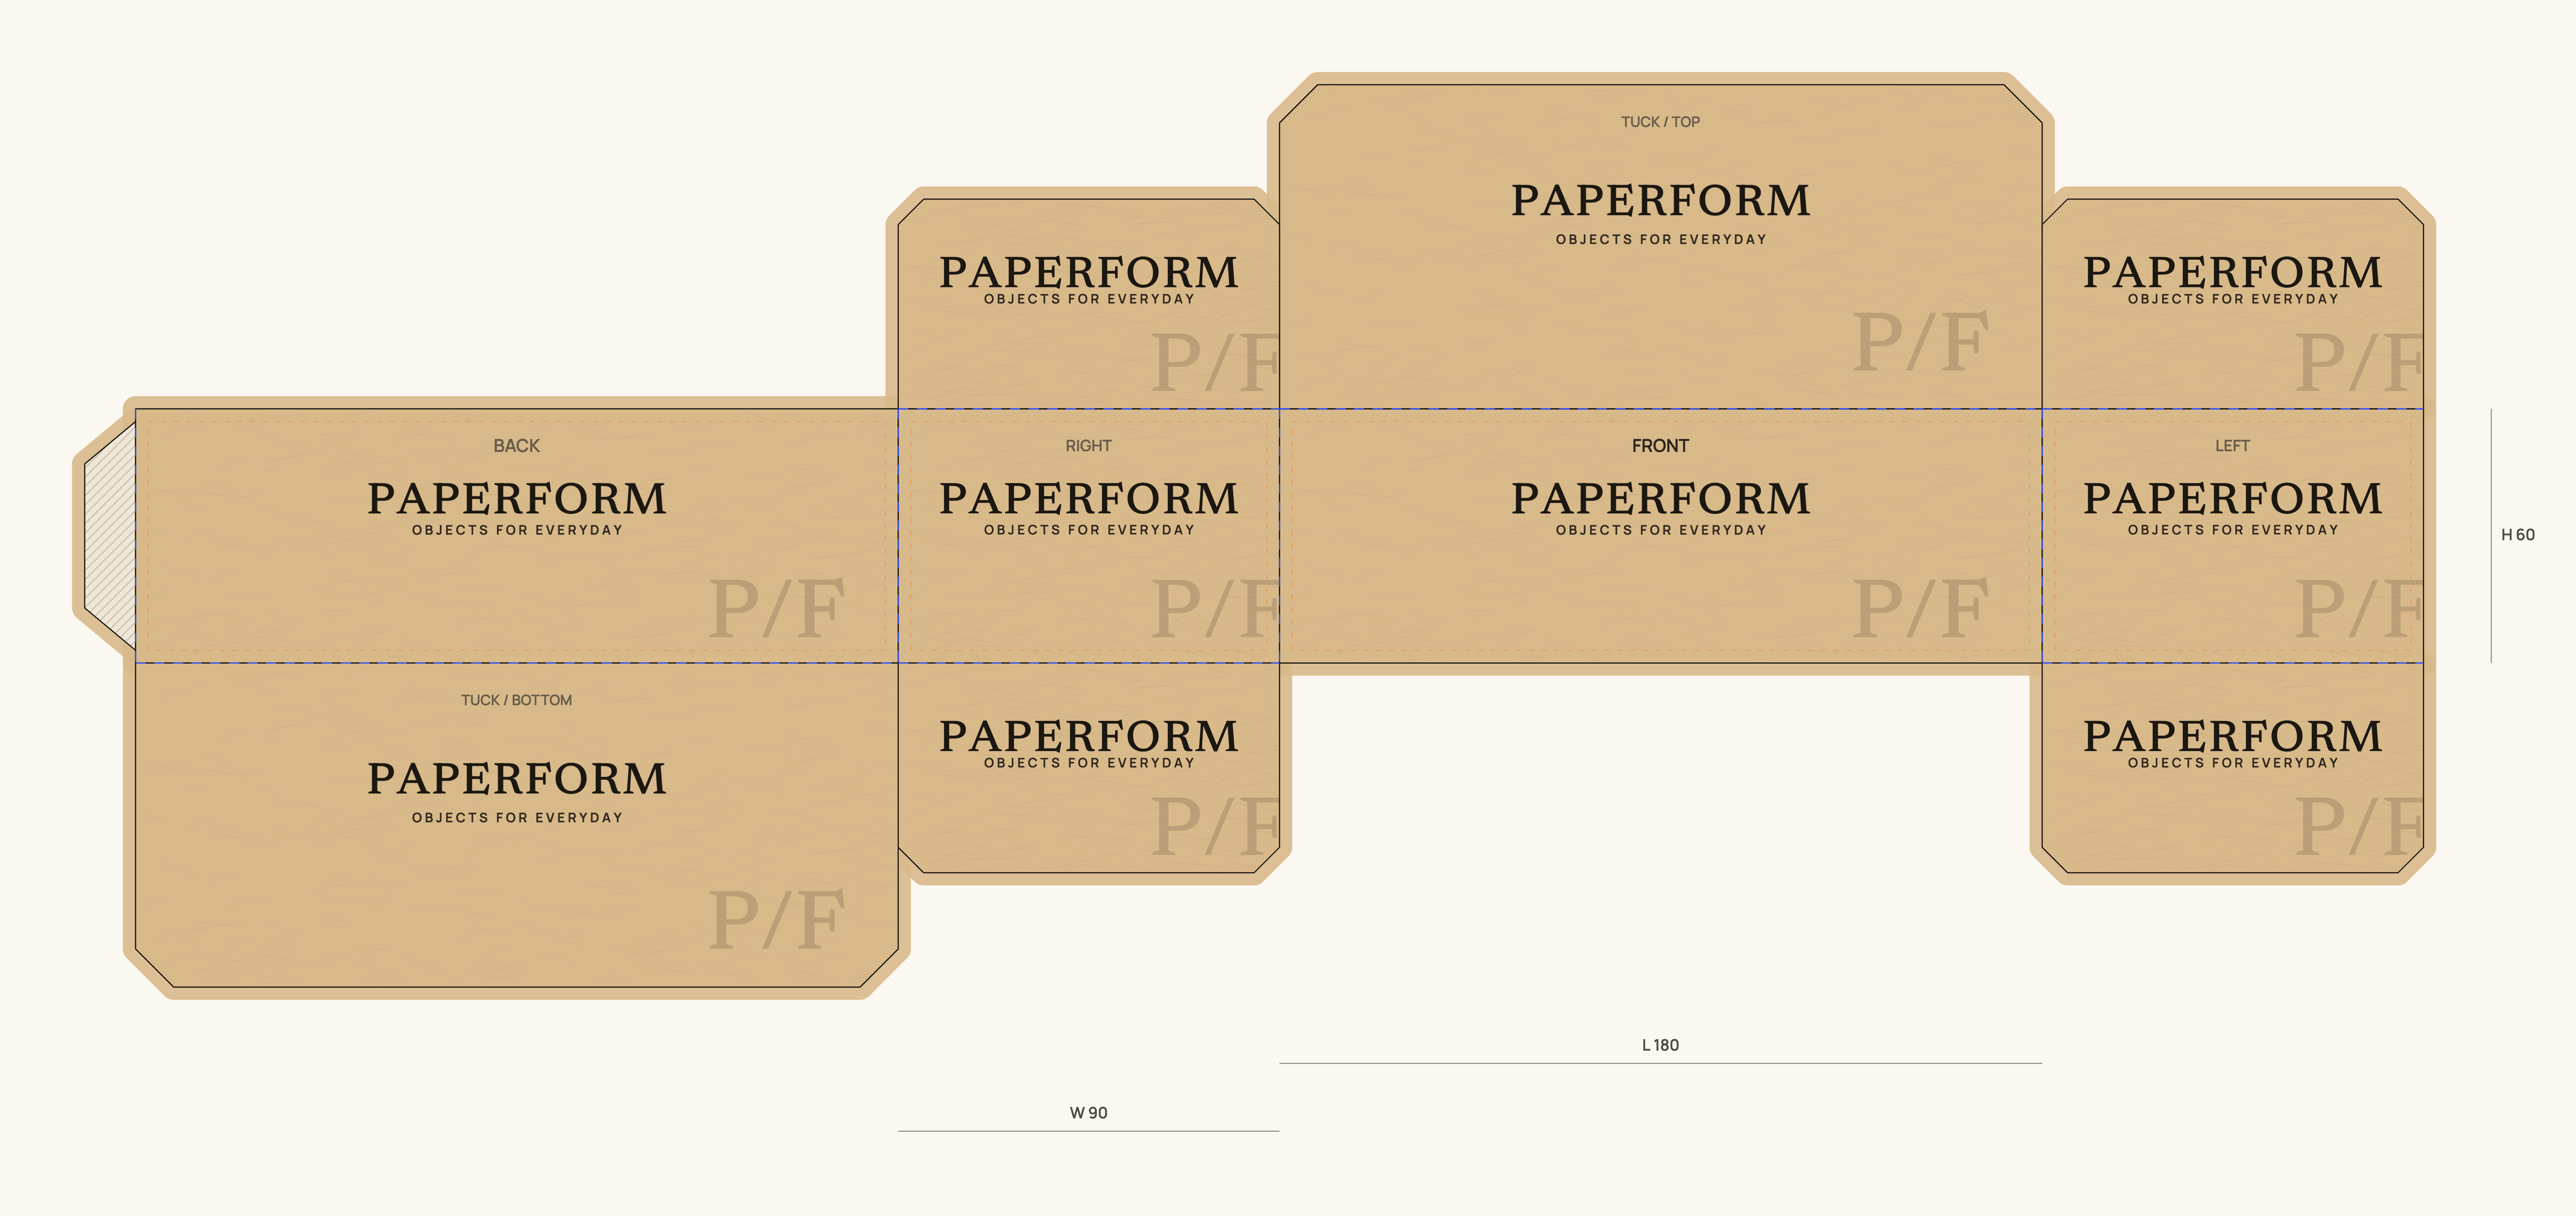 TUCK / TOP
PAPERFORM
OBJECTS FOR EVERYDAY
P/F
PAPERFORM
OBJECTS FOR EVERYDAY
P/F
PAPERFORM
OBJECTS FOR EVERYDAY
P/F
BACK
PAPERFORM
OBJECTS FOR EVERYDAY
P/F
RIGHT
PAPERFORM
OBJECTS FOR EVERYDAY
P/F
FRONT
PAPERFORM
OBJECTS FOR EVERYDAY
P/F
LEFT
PAPERFORM
OBJECTS FOR EVERYDAY
P/F
H 60
TUCK / BOTTOM
PAPERFORM
OBJECTS FOR EVERYDAY
P/F
PAPERFORM
OBJECTS FOR EVERYDAY
P/F
PAPERFORM
OBJECTS FOR EVERYDAY
P/F
L 180
W 90